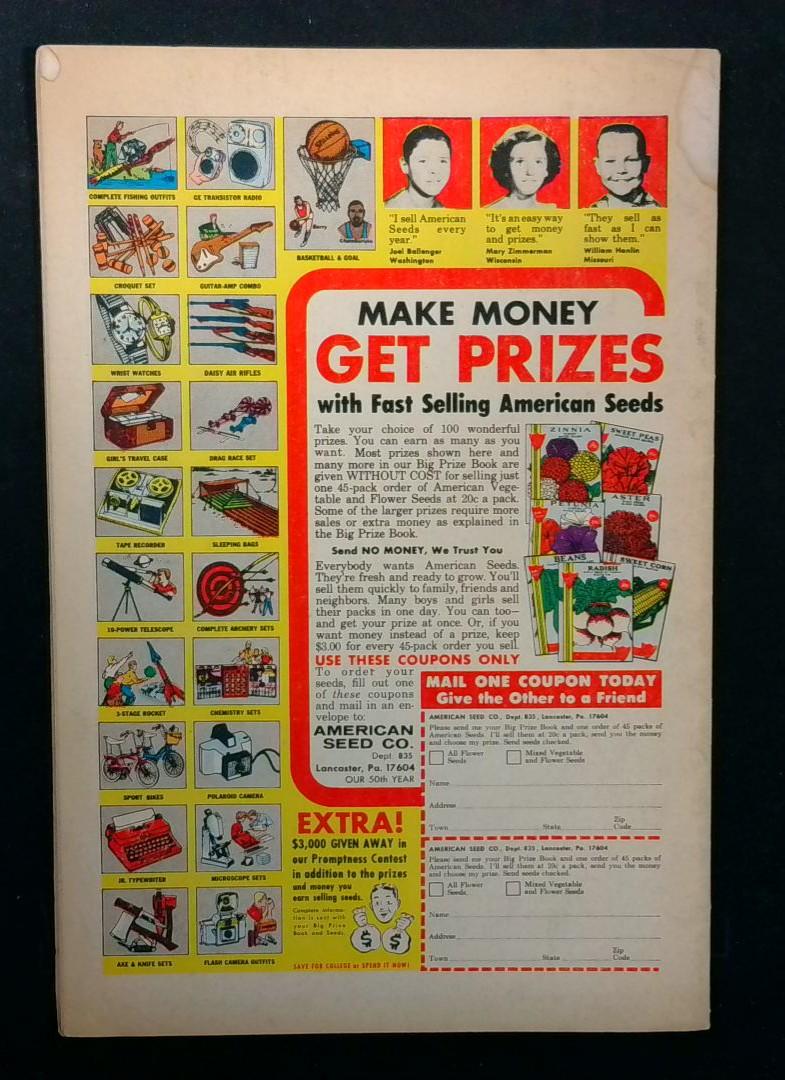 COMPLETE FISHING OUTFITS
GE TRANSISTOR RADIO
CROQUET SET
GUITAR-AMP COMBO
WRIST WATCHES
DAISY AIR RIFLES
GIRL'S TRAVEL CASE
DRAG RACE SET
TAPE RECORDER
SLEEPING BAGS
10-POWER TELESCOPE
COMPLETE ARCHERY SETS
3-STAGE ROCKET
CHEMISTRY SETS
SPORT BIKES
POLAROID CAMERA
JR. TYPEWRITER
MICROSCOPE SETS
AXE & KNIFE SETS
FLASH CAMERA OUTFITS
SPALDING
Barry
Chamberlain
BASKETBALL & GOAL
"I sell American
Seeds every
year."
Joel Ballenger
Washington
"It's an easy way
to get money
and prizes."
Mary Zimmerman
Wisconsin
"They sell as
fast as I can
show them."
William Hanlin
Missouri
MAKE MONEY
GET PRIZES
with Fast Selling American Seeds
Take your choice of 100 wonderful
prizes. You can earn as many as you
want. Most prizes shown here and
many more in our Big Prize Book are
given WITHOUT COST for selling just
one 45-pack order of American Vege-
table and Flower Seeds at 20c a pack.
Some of the larger prizes require more
sales or extra money as explained in
the Big Prize Book.
Send NO MONEY, We Trust You
Everybody wants American Seeds.
They're fresh and ready to grow. You'll
sell them quickly to family, friends and
neighbors. Many boys and girls sell
their packs in one day. You can too—
and get your prize at once. Or, if you
want money instead of a prize, keep
$3.00 for every 45-pack order you sell.
USE THESE COUPONS ONLY
To order your
seeds, fill out one
of these coupons
and mail in an en-
velope to:
AMERICAN
SEED CO.
Dept B35
Lancaster, Pa. 17604
OUR 50th YEAR
ZINNIA
SWEET PEAS
PETUNIA
ASTER
BEANS
RADISH
SWEET CORN
MAIL ONE COUPON TODAY
Give the Other to a Friend
AMERICAN SEED CO., Dept. B35, Lancaster, Pa. 17604
Please send me your Big Prize Book and one order of 45 packs of
American Seeds. I'll sell them at 20c a pack, send you the money
and choose my prize. Send seeds checked.
All Flower
Seeds
Mixed Vegetable
and Flower Seeds
Name
Address
Town State Zip Code
AMERICAN SEED CO., Dept. B35, Lancaster, Pa. 17604
Please send me your Big Prize Book and one order of 45 packs of
American Seeds. I'll sell them at 20c a pack, send you the money
and choose my prize. Send seeds checked.
All Flower
Seeds
Mixed Vegetable
and Flower Seeds
Name
Address
Town State Zip Code
EXTRA!
$3,000 GIVEN AWAY in
our Promptness Contest
in addition to the prizes
and money you
earn selling seeds.
Complete informa-
tion is sent with
your Big Prize
Book and Seeds.
$ $
SAVE FOR COLLEGE or SPEND IT NOW!